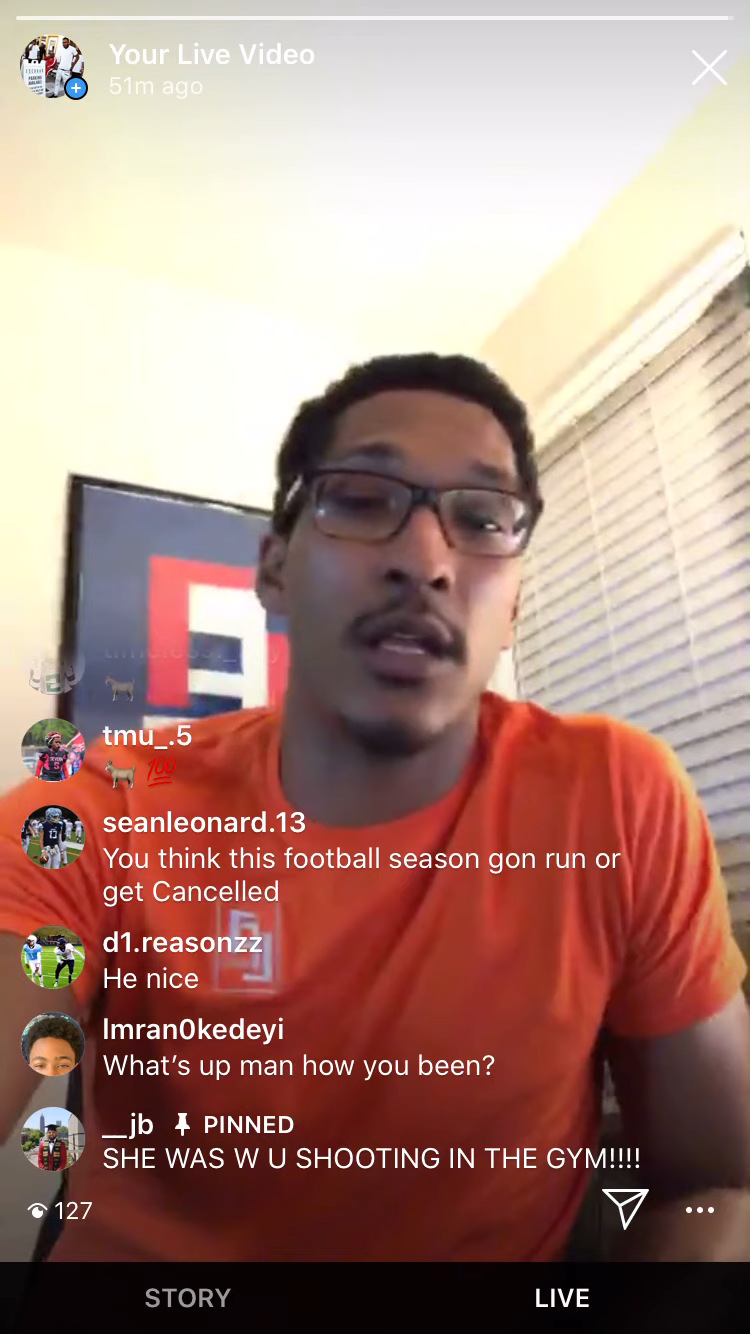 Your Live Video
51m ago
tmu_.5
🐐 💯
seanleonard.13
You think this football season gon run or
get Cancelled
d1.reasonzz
He nice
Imran0kedeyi
What's up man how you been?
__jb PINNED
SHE WAS W U SHOOTING IN THE GYM!!!!
127
STORY LIVE